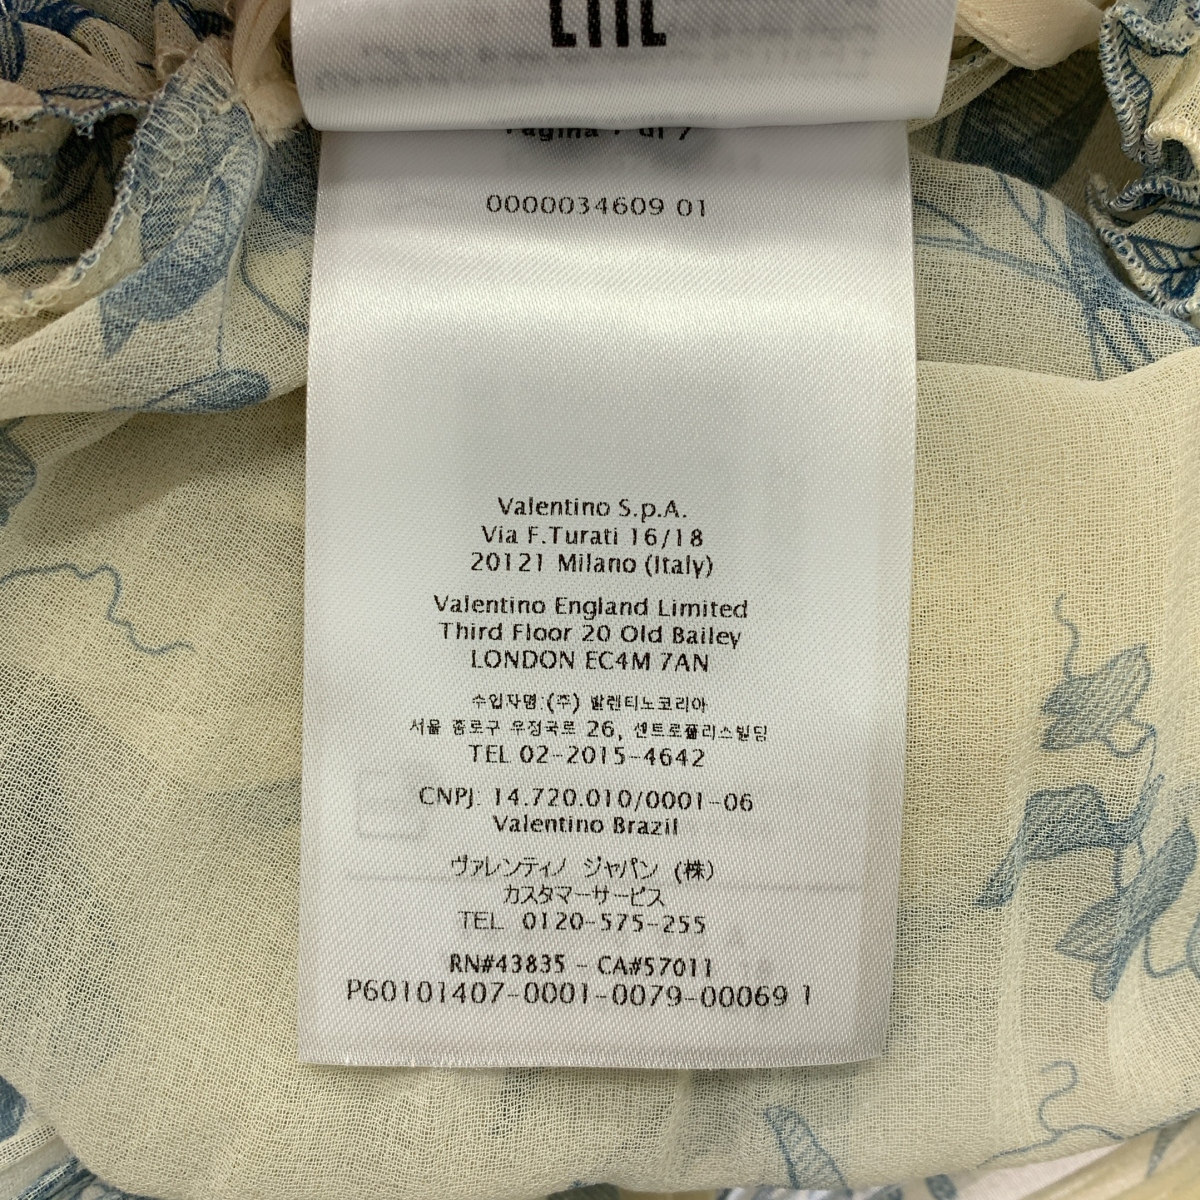 Pagina 7 di 7
0000034609 01
Valentino S.p.A.
Via F.Turati 16/18
20121 Milano (Italy)
Valentino England Limited
Third Floor 20 Old Bailey
LONDON EC4M 7AN
수입자명:(주) 발렌티노코리아
서울 종로구 우정국로 26, 센트로폴리스빌딩
TEL 02-2015-4642
CNPJ: 14.720.010/0001-06
Valentino Brazil
ヴァレンティノ ジャパン (株)
カスタマーサービス
TEL 0120-575-255
RN#43835 - CA#57011
P60101407-0001-0079-00069 1